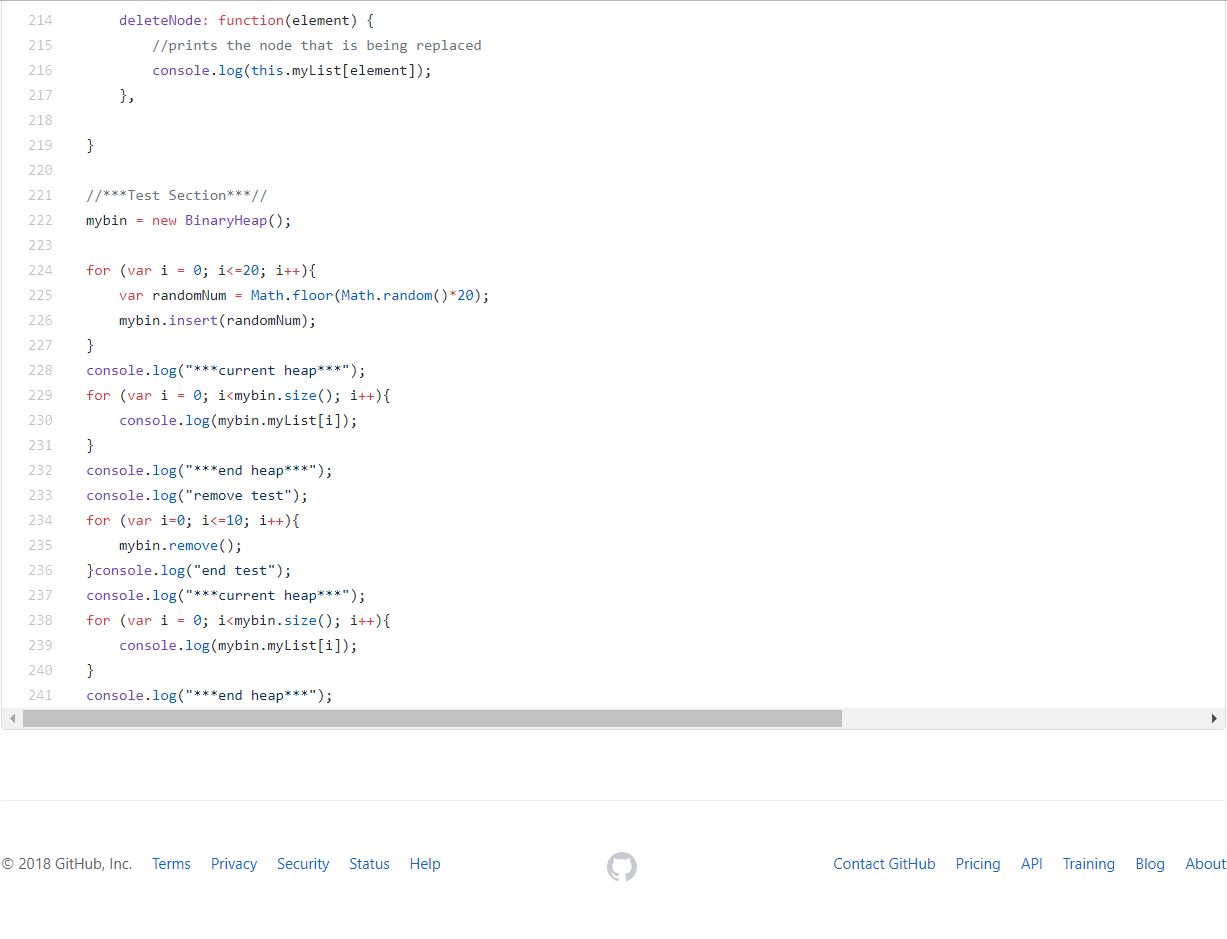 214 deleteNode: function(element) {
215 //prints the node that is being replaced
216 console.log(this.myList[element]);
217 },
218
219 }
220
221 //***Test Section***//
222 mybin = new BinaryHeap();
223
224 for (var i = 0; i<=20; i++){
225 var randomNum = Math.floor(Math.random()*20);
226 mybin.insert(randomNum);
227 }
228 console.log("***current heap***");
229 for (var i = 0; i<mybin.size(); i++){
230 console.log(mybin.myList[i]);
231 }
232 console.log("***end heap***");
233 console.log("remove test");
234 for (var i=0; i<=10; i++){
235 mybin.remove();
236 }console.log("end test");
237 console.log("***current heap***");
238 for (var i = 0; i<mybin.size(); i++){
239 console.log(mybin.myList[i]);
240 }
241 console.log("***end heap***");
© 2018 GitHub, Inc. Terms Privacy Security Status Help Contact GitHub Pricing API Training Blog About